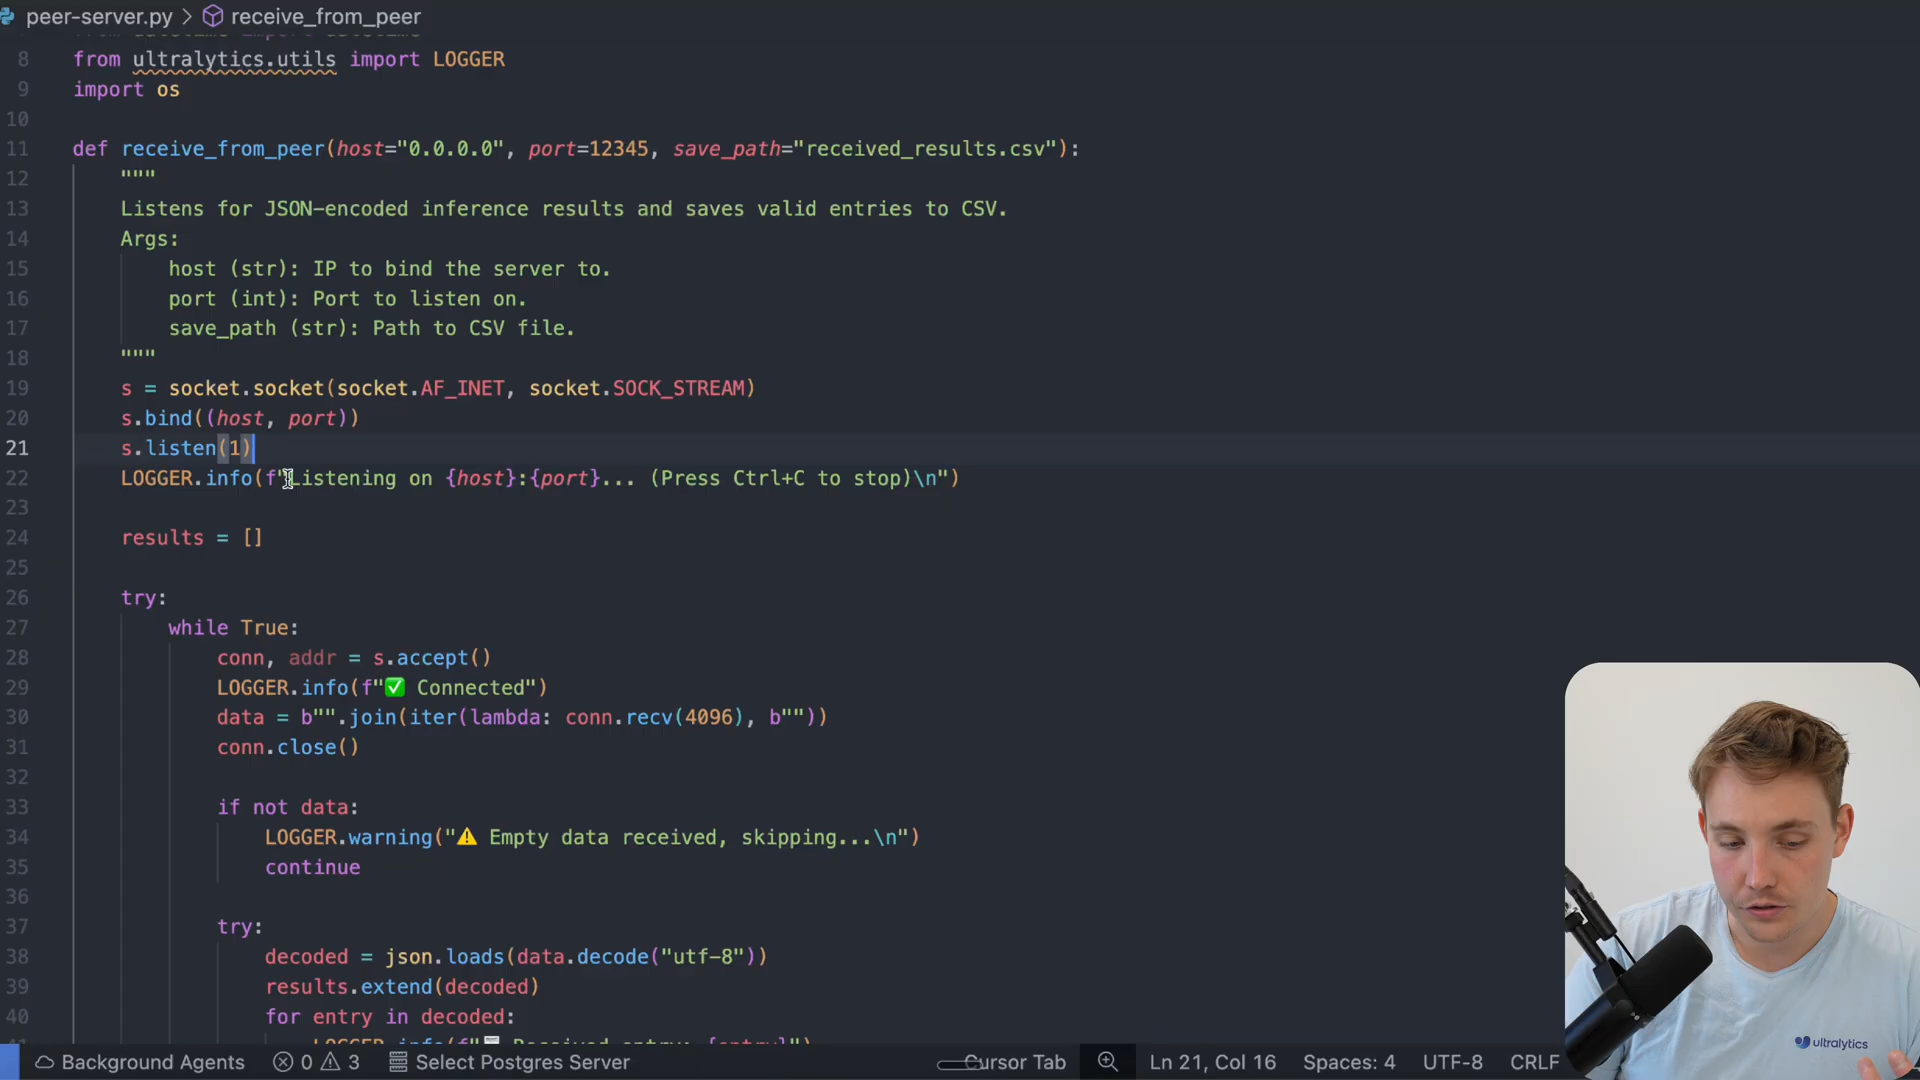 peer-server.py > receive_from_peer
8 from ultralytics.utils import LOGGER
9 import os
10
11 def receive_from_peer(host="0.0.0.0", port=12345, save_path="received_results.csv"):
12 """
13 Listens for JSON-encoded inference results and saves valid entries to CSV.
14 Args:
15 host (str): IP to bind the server to.
16 port (int): Port to listen on.
17 save_path (str): Path to CSV file.
18 """
19 s = socket.socket(socket.AF_INET, socket.SOCK_STREAM)
20 s.bind((host, port))
21 s.listen(1)
22 LOGGER.info(f"Listening on {host}:{port}... (Press Ctrl+C to stop)\n")
23
24 results = []
25
26 try:
27 while True:
28 conn, addr = s.accept()
29 LOGGER.info(f"✅ Connected")
30 data = b"".join(iter(lambda: conn.recv(4096), b""))
31 conn.close()
32
33 if not data:
34 LOGGER.warning("⚠️ Empty data received, skipping...\n")
35 continue
36
37 try:
38 decoded = json.loads(data.decode("utf-8"))
39 results.extend(decoded)
40 for entry in decoded:
Background Agents 0 3 Select Postgres Server Cursor Tab Ln 21, Col 16 Spaces: 4 UTF-8 CRLF
ultralytics